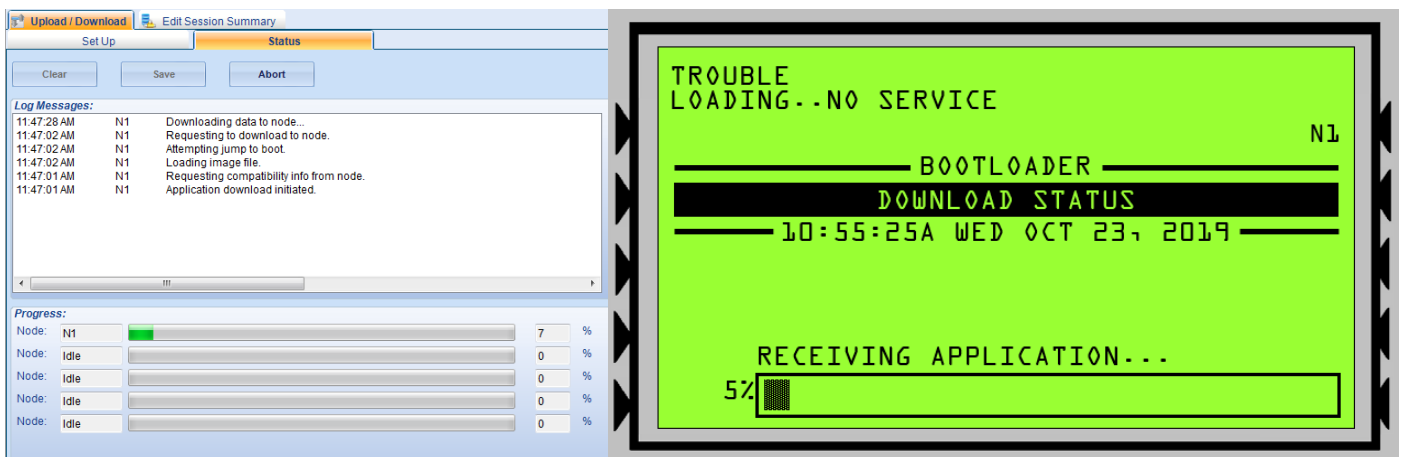 Upload / Download Edit Session Summary
Set Up Status
Clear Save Abort
Log Messages:
11:47:28 AM N1 Downloading data to node...
11:47:02 AM N1 Requesting to download to node.
11:47:02 AM N1 Attempting jump to boot.
11:47:02 AM N1 Loading image file.
11:47:01 AM N1 Requesting compatibility info from node.
11:47:01 AM N1 Application download initiated.
Progress:
Node: N1 7 %
Node: Idle 0 %
Node: Idle 0 %
Node: Idle 0 %
Node: Idle 0 %
TROUBLE
LOADING..NO SERVICE
N1
BOOTLOADER
DOWNLOAD STATUS
10:55:25A WED OCT 23, 2019
RECEIVING APPLICATION...
5%